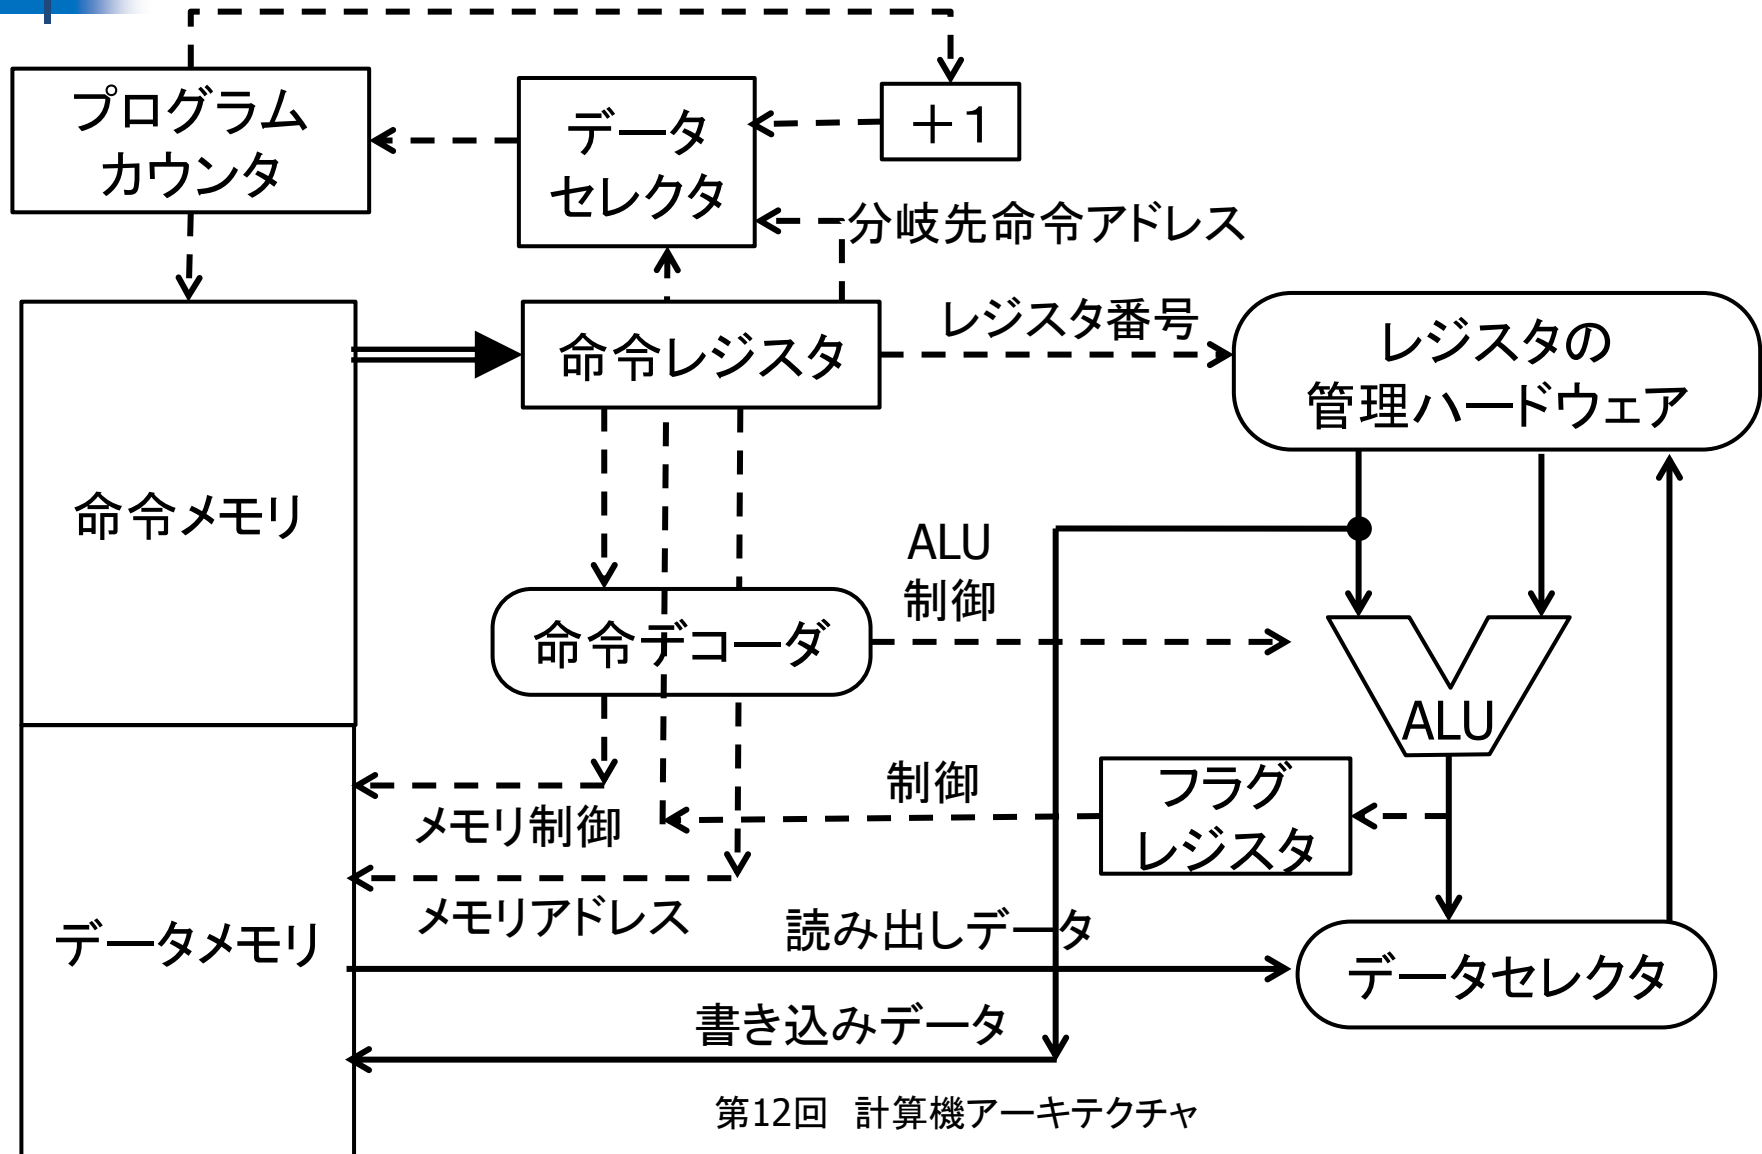 プログラム
カウンタ
データ
セレクタ
＋1
分岐先命令アドレス
命令レジスタ
レジスタ番号
レジスタの
管理ハードウェア
命令メモリ
ALU
制御
命令デコーダ
ALU
メモリ制御
制御
フラグ
レジスタ
メモリアドレス
データメモリ
読み出しデータ
データセレクタ
書き込みデータ
第12回　計算機アーキテクチャ